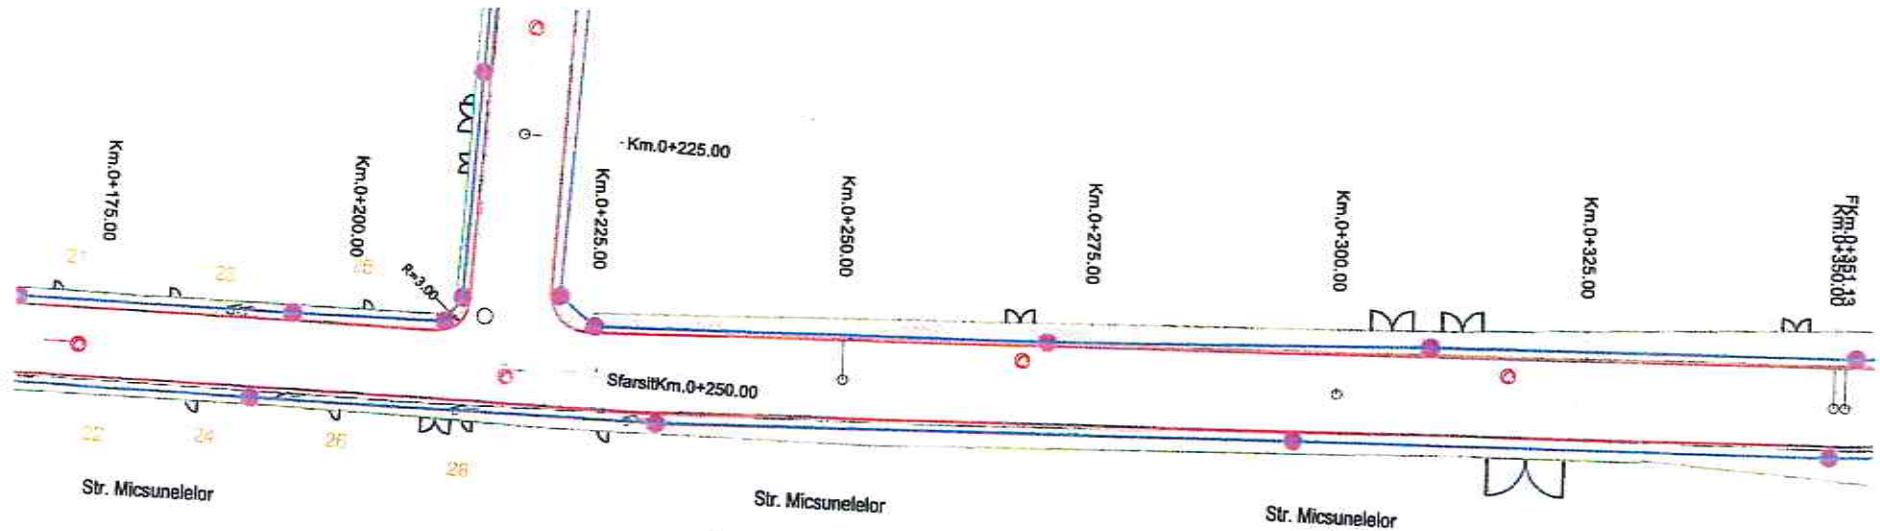 Km.0+225.00
Km.0+175.00
Km.0+200.00
Km.0+225.00
Km.0+250.00
Km.0+275.00
Km.0+300.00
Km.0+325.00
FKm.0+351.13
Km.0+350.00
21
23
R=3.00
SfarsitKm.0+250.00
22
24
26
28
Str. Micsunelelor
Str. Micsunelelor
Str. Micsunelelor